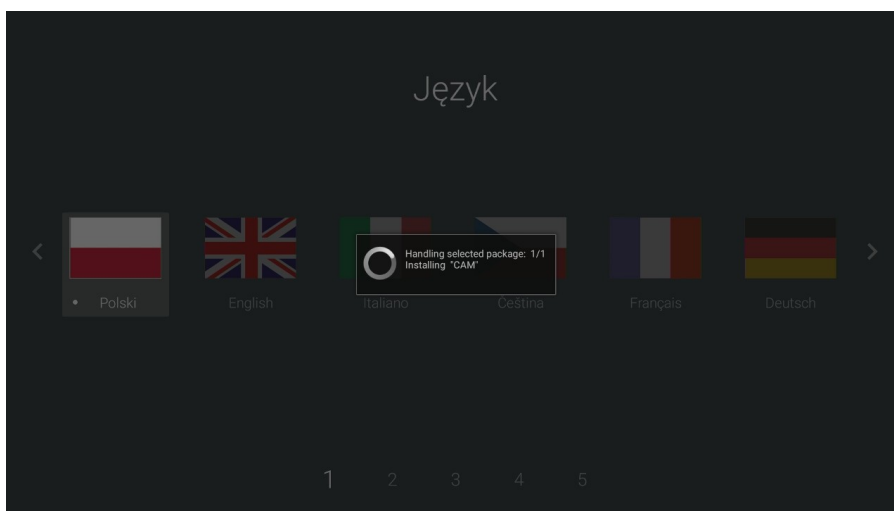 Język
Handling selected package: 1/1
Installing "CAM"
Polski
English
Italiano
Čeština
Français
Deutsch
1 2 3 4 5